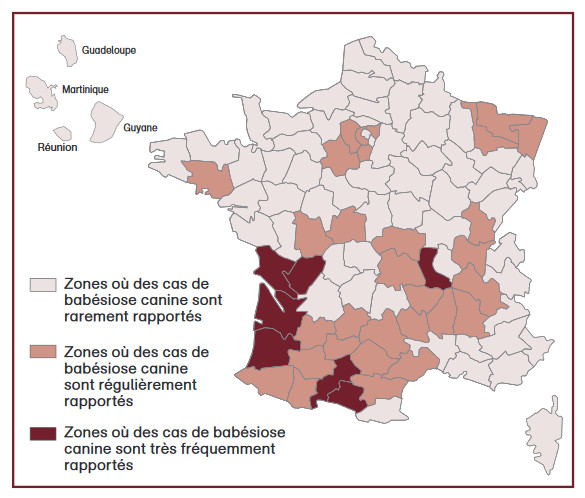 Guadeloupe
Martinique
Guyane
Réunion
Zones où des cas de
babésiose canine sont
rarement rapportés
Zones où des cas de
babésiose canine
sont régulièrement
rapportés
Zones où des cas de babésiose
canine sont très fréquemment
rapportés